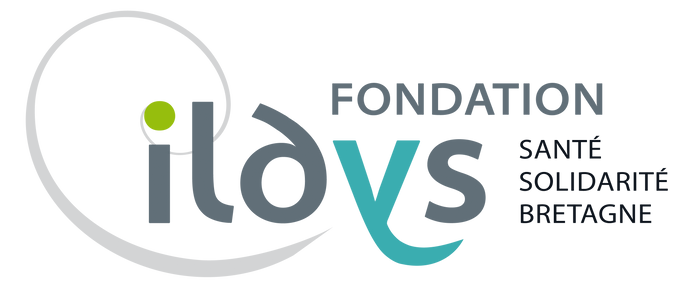 FONDATION
ildys
SANTÉ
SOLIDARITÉ
BRETAGNE